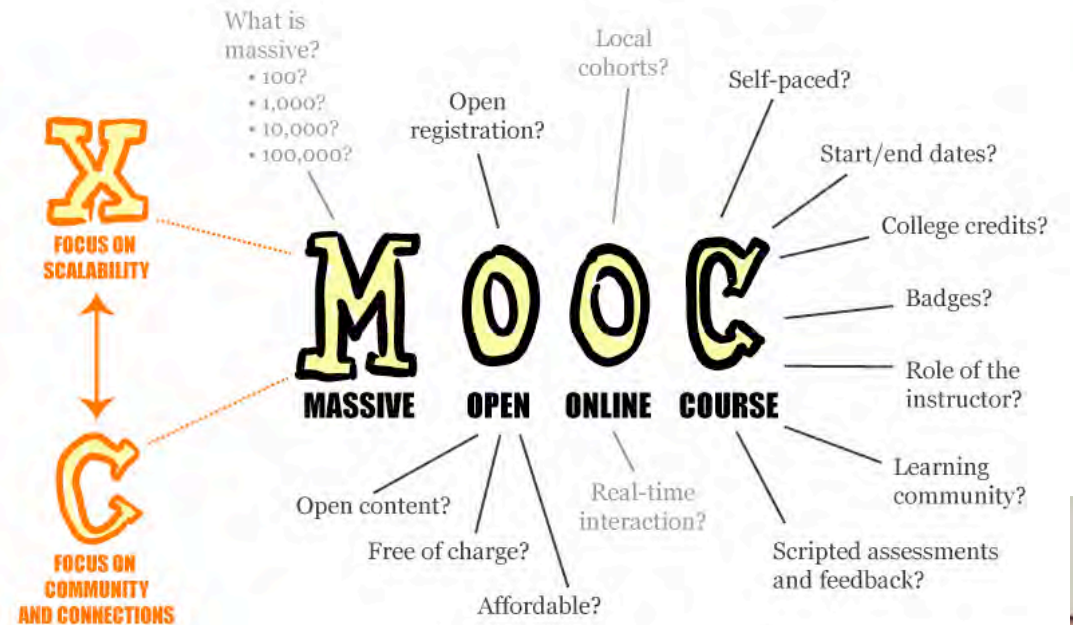 What is
massive?
• 100?
• 1,000?
• 10,000?
• 100,000?
Local
cohorts?
Open
registration?
Self-paced?
Start/end dates?
College credits?
Badges?
Role of the
instructor?
Learning
community?
Scripted assessments
and feedback?
X
FOCUS ON
SCALABILITY
C
FOCUS ON
COMMUNITY
AND CONNECTIONS
M O O C
MASSIVE OPEN ONLINE COURSE
Open content?
Free of charge?
Affordable?
Real-time
interaction?